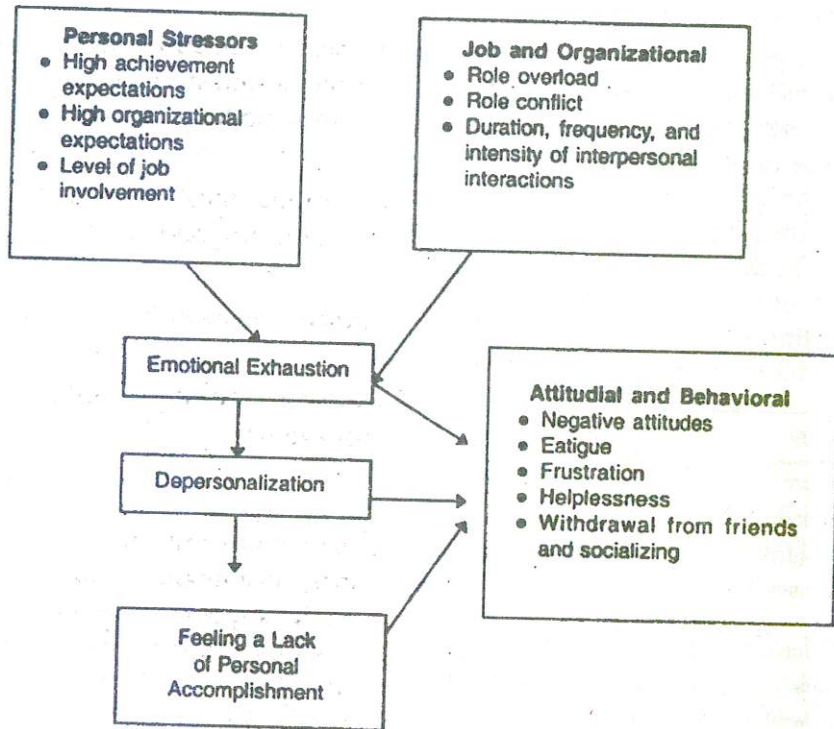 Personal Stressors
• High achievement
expectations
• High organizational
expectations
• Level of job
involvement
Job and Organizational
• Role overload
• Role conflict
• Duration, frequency, and
intensity of interpersonal
interactions
Emotional Exhaustion
Depersonalization
Feeling a Lack
of Personal
Accomplishment
Attitudial and Behavioral
• Negative attitudes
• Eatigue
• Frustration
• Helplessness
• Withdrawal from friends
and socializing